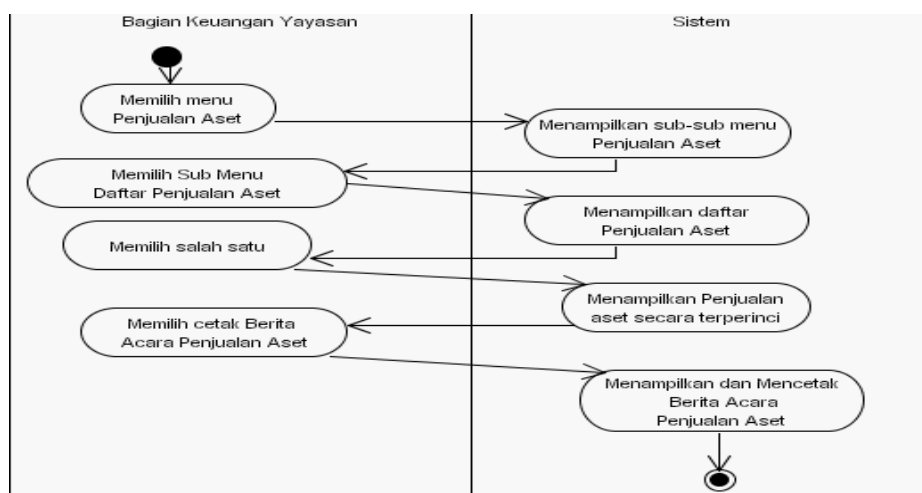 Bagian Keuangan Yayasan
Sistem
Memilih menu
Penjualan Aset
Menampilkan sub-sub menu
Penjualan Aset
Memilih Sub Menu
Daftar Penjualan Aset
Menampilkan daftar
Penjualan Aset
Memilih salah satu
Menampilkan Penjualan
aset secara terperinci
Memilih cetak Berita
Acara Penjualan Aset
Menampilkan dan Mencetak
Berita Acara
Penjualan Aset